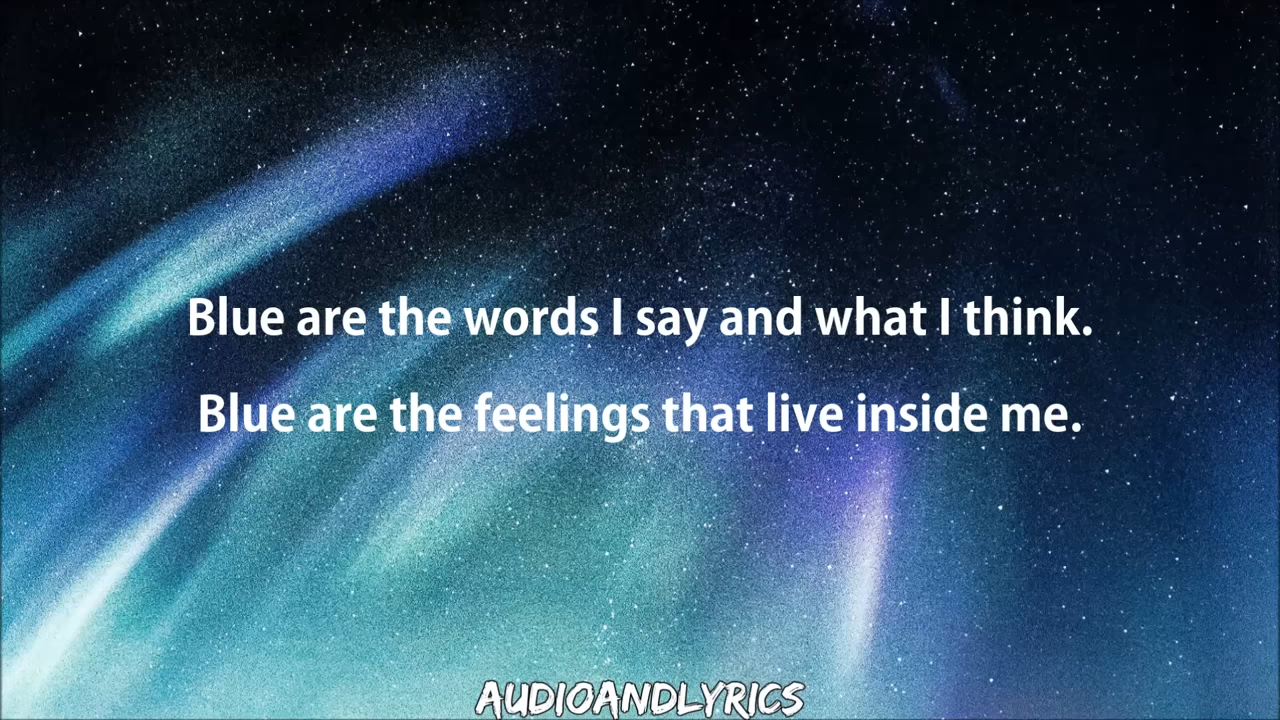 Blue are the words I say and what I think.
Blue are the feelings that live inside me.
AUDIOANDLYRICS